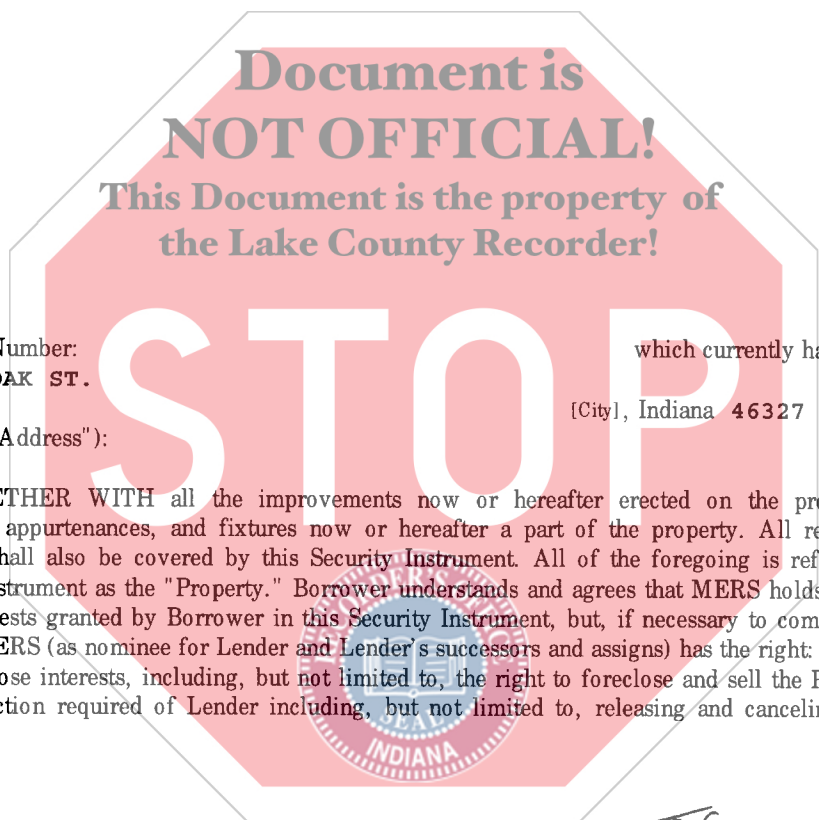 Document is
NOT OFFICIAL!
This Document is the property of
the Lake County Recorder!
STOP
Number: which currently ha
OAK ST.
[City], Indiana 46327
Address"):
ETHER WITH all the improvements now or hereafter erected on the pro
appurtenances, and fixtures now or hereafter a part of the property. All re
hall also be covered by this Security Instrument. All of the foregoing is ref
strument as the "Property." Borrower understands and agrees that MERS holds
ests granted by Borrower in this Security Instrument, but, if necessary to com
ERS (as nominee for Lender and Lender's successors and assigns) has the right:
ose interests, including, but not limited to, the right to foreclose and sell the P
ction required of Lender including, but not limited to, releasing and cancelin
RECORDER'S OFFICE
SEAL
INDIANA